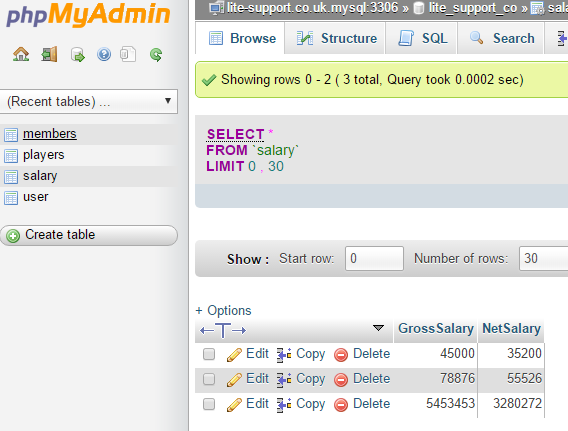 phpMyAdmin
lite-support.co.uk.mysql:3306 » lite_support_co »
Browse Structure SQL Search
Showing rows 0 - 2 ( 3 total, Query took 0.0002 sec)
(Recent tables) ...
SELECT *
FROM `salary`
LIMIT 0 , 30
members
players
salary
user
Create table
Show : Start row: 0 Number of rows: 30
+ Options
←T→ GrossSalary NetSalary
Edit Copy Delete 45000 35200
Edit Copy Delete 78876 55526
Edit Copy Delete 5453453 3280272